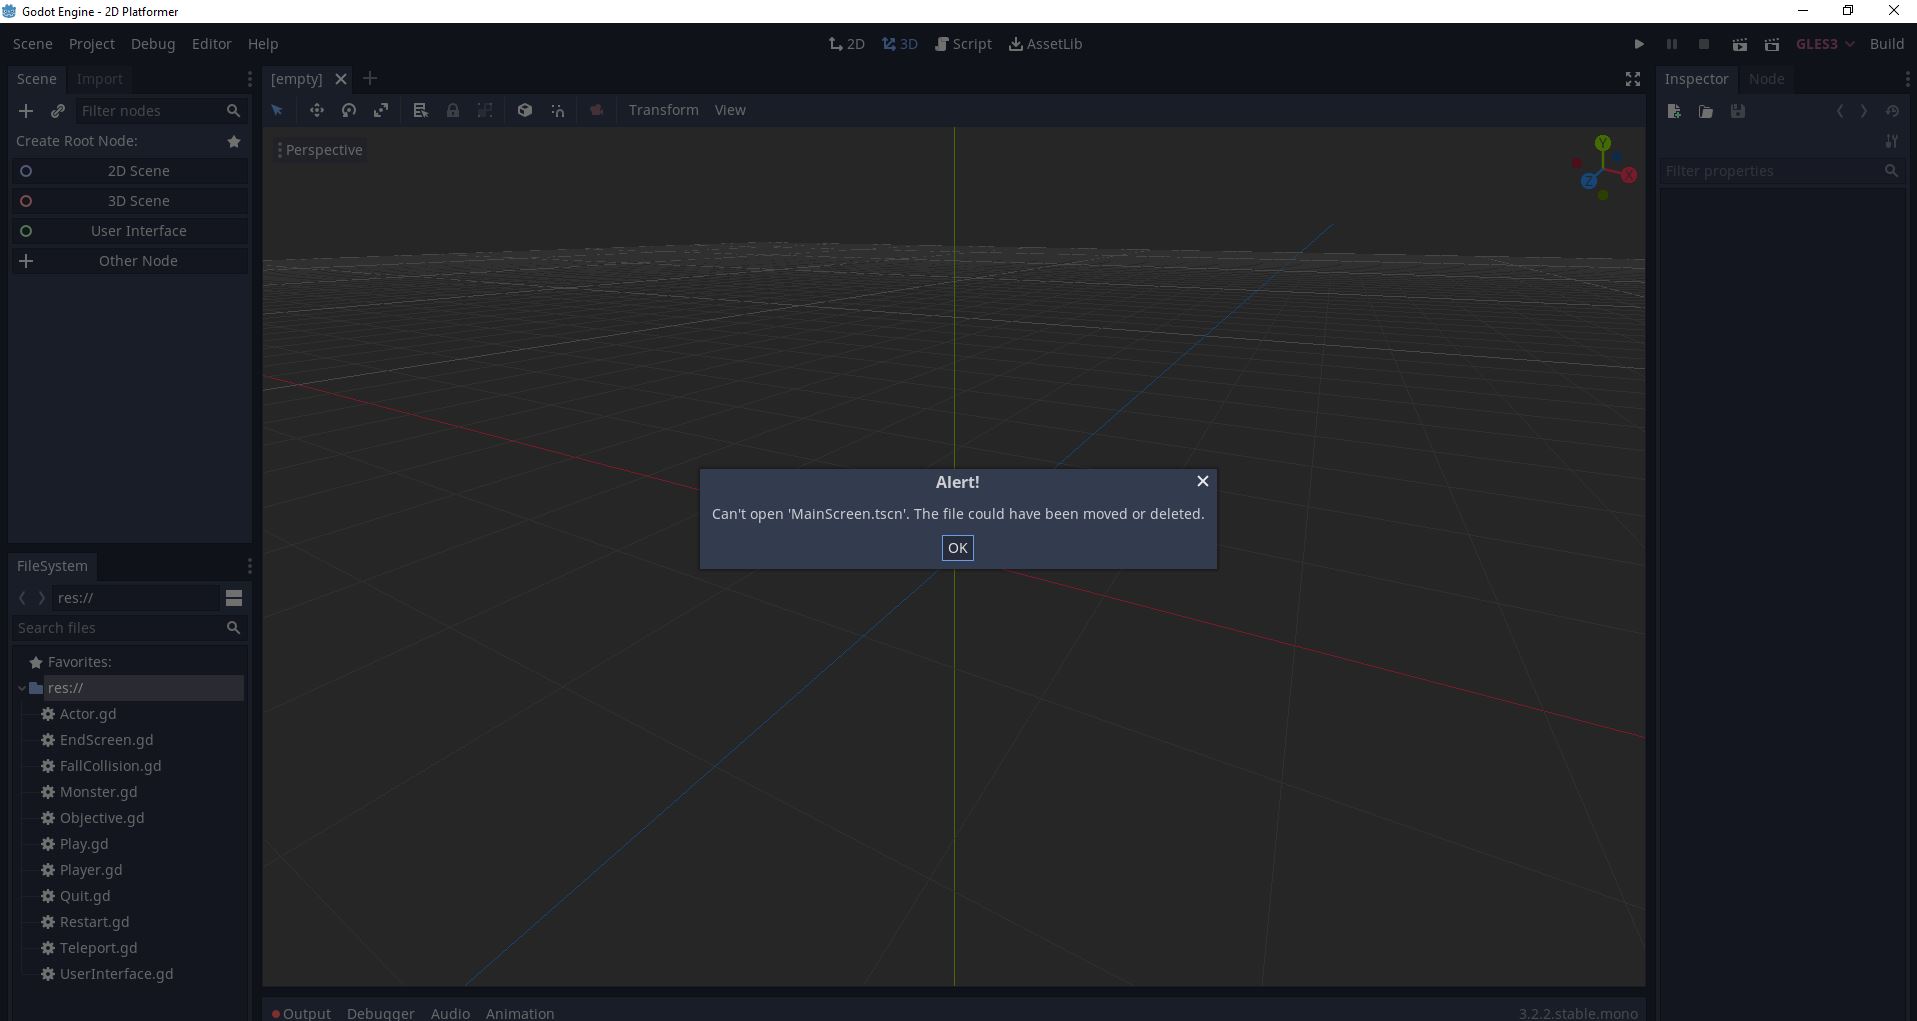 Godot Engine - 2D Platformer
Scene Project Debug Editor Help 2D 3D Script AssetLib GLES3 Build
Scene Import [empty] Inspector Node
Filter nodes Transform View
Create Root Node:
Perspective
2D Scene
Filter properties
3D Scene
User Interface
Other Node
Y
X
Z
Alert!
Can't open 'MainScreen.tscn'. The file could have been moved or deleted.
OK
FileSystem
res://
Search files
Favorites:
res://
Actor.gd
EndScreen.gd
FallCollision.gd
Monster.gd
Objective.gd
Play.gd
Player.gd
Quit.gd
Restart.gd
Teleport.gd
UserInterface.gd
Output Debugger Audio Animation 3.2.2.stable.mono